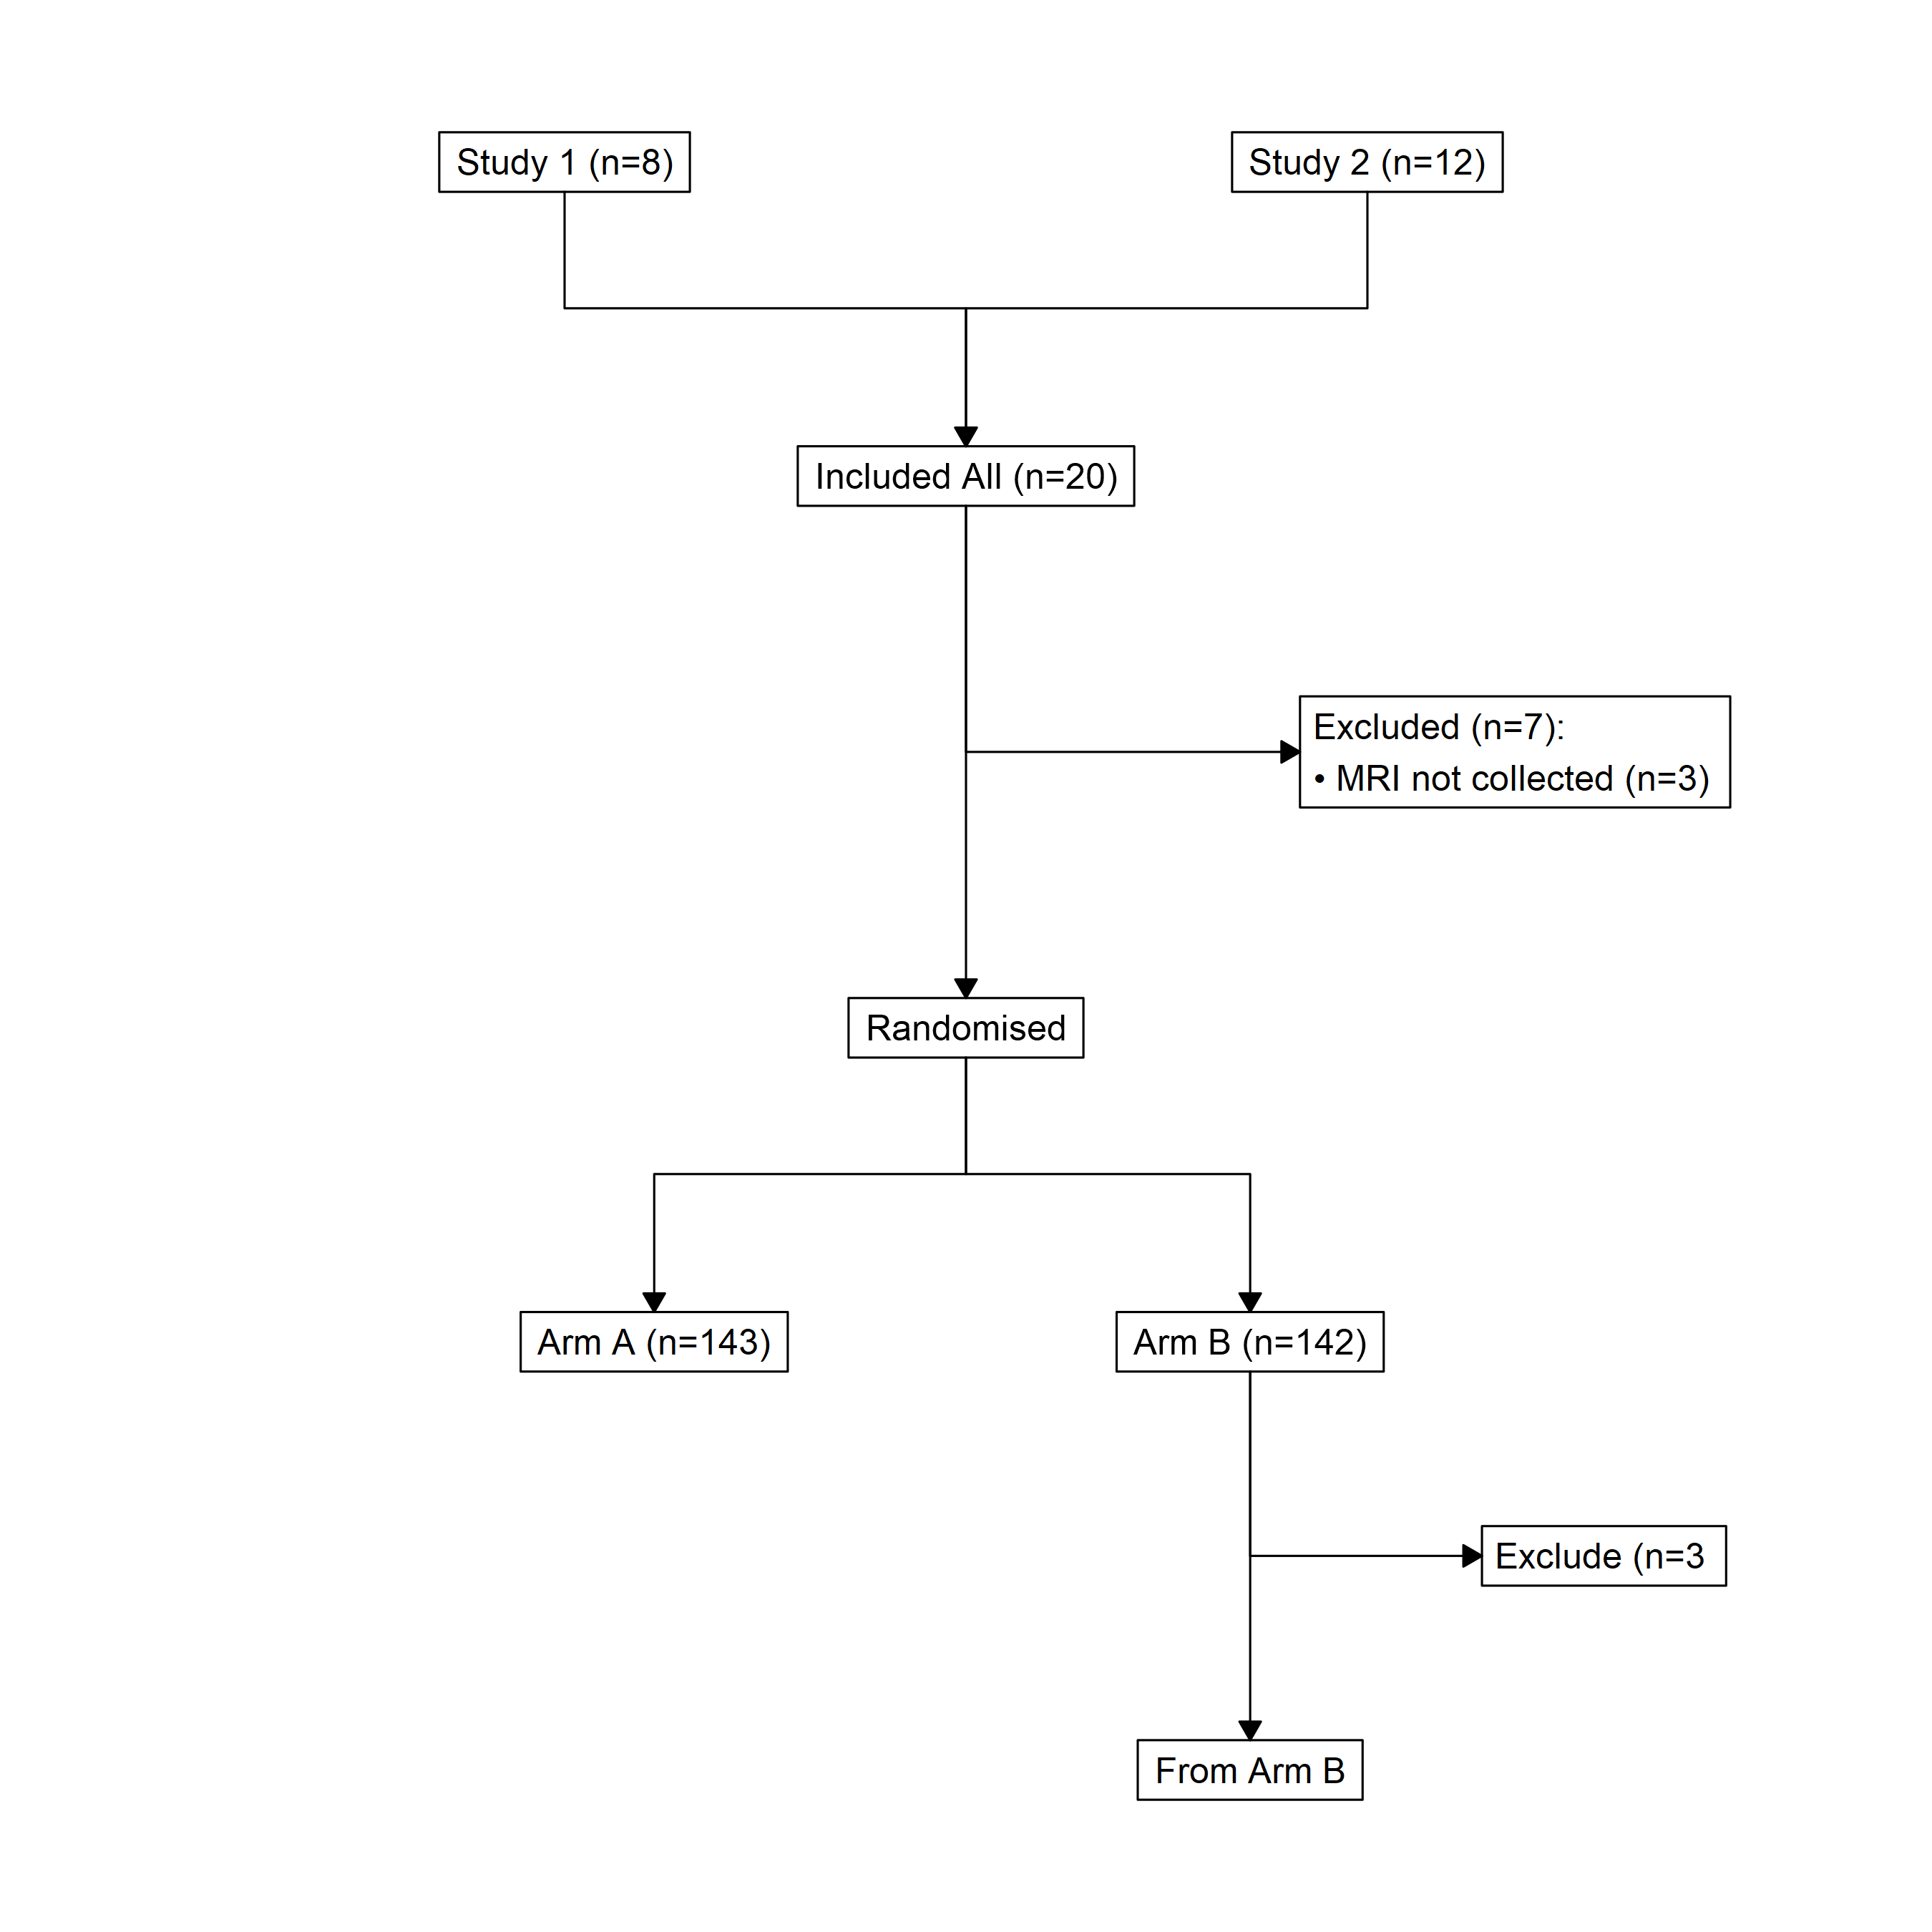 Study 1 (n=8)
Study 2 (n=12)
Included All (n=20)
Excluded (n=7):
• MRI not collected (n=3)
Randomised
Arm A (n=143)
Arm B (n=142)
Exclude (n=3
From Arm B